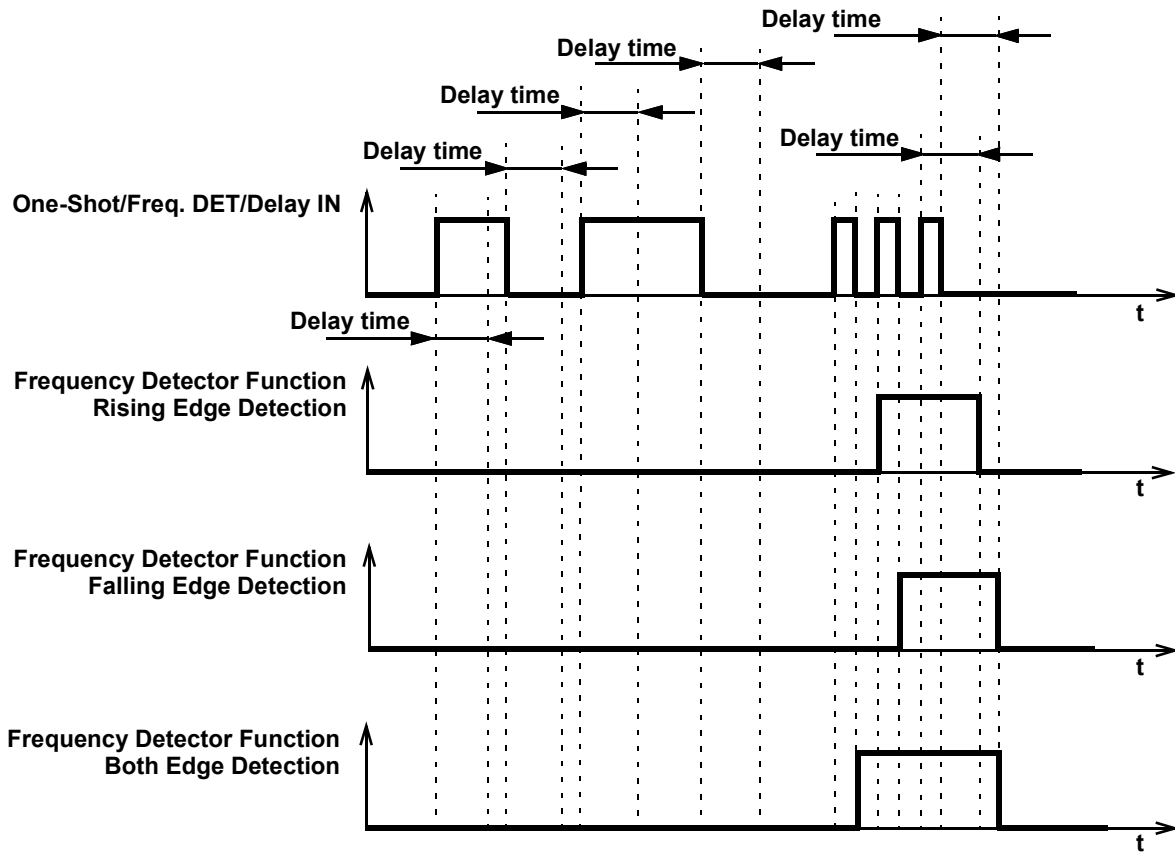 Delay time
Delay time
Delay time
Delay time
Delay time
One-Shot/Freq. DET/Delay IN
t
Delay time
Frequency Detector Function
Rising Edge Detection
t
Frequency Detector Function
Falling Edge Detection
t
Frequency Detector Function
Both Edge Detection
t